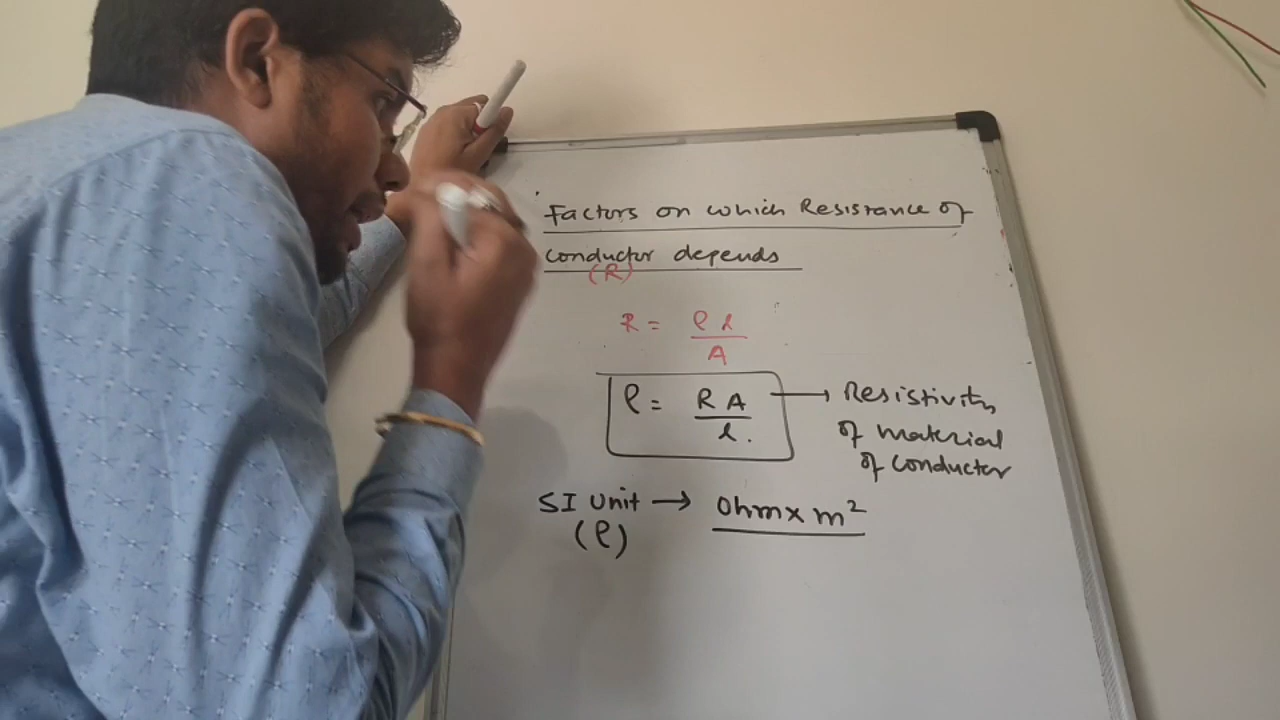 Factors on which Resistance of
conductor depends
(R)
R = ρl
A
ρ = RA
l.
→ Resistivity
of material
of conductor
SI Unit → Ohm x m²
(ρ)